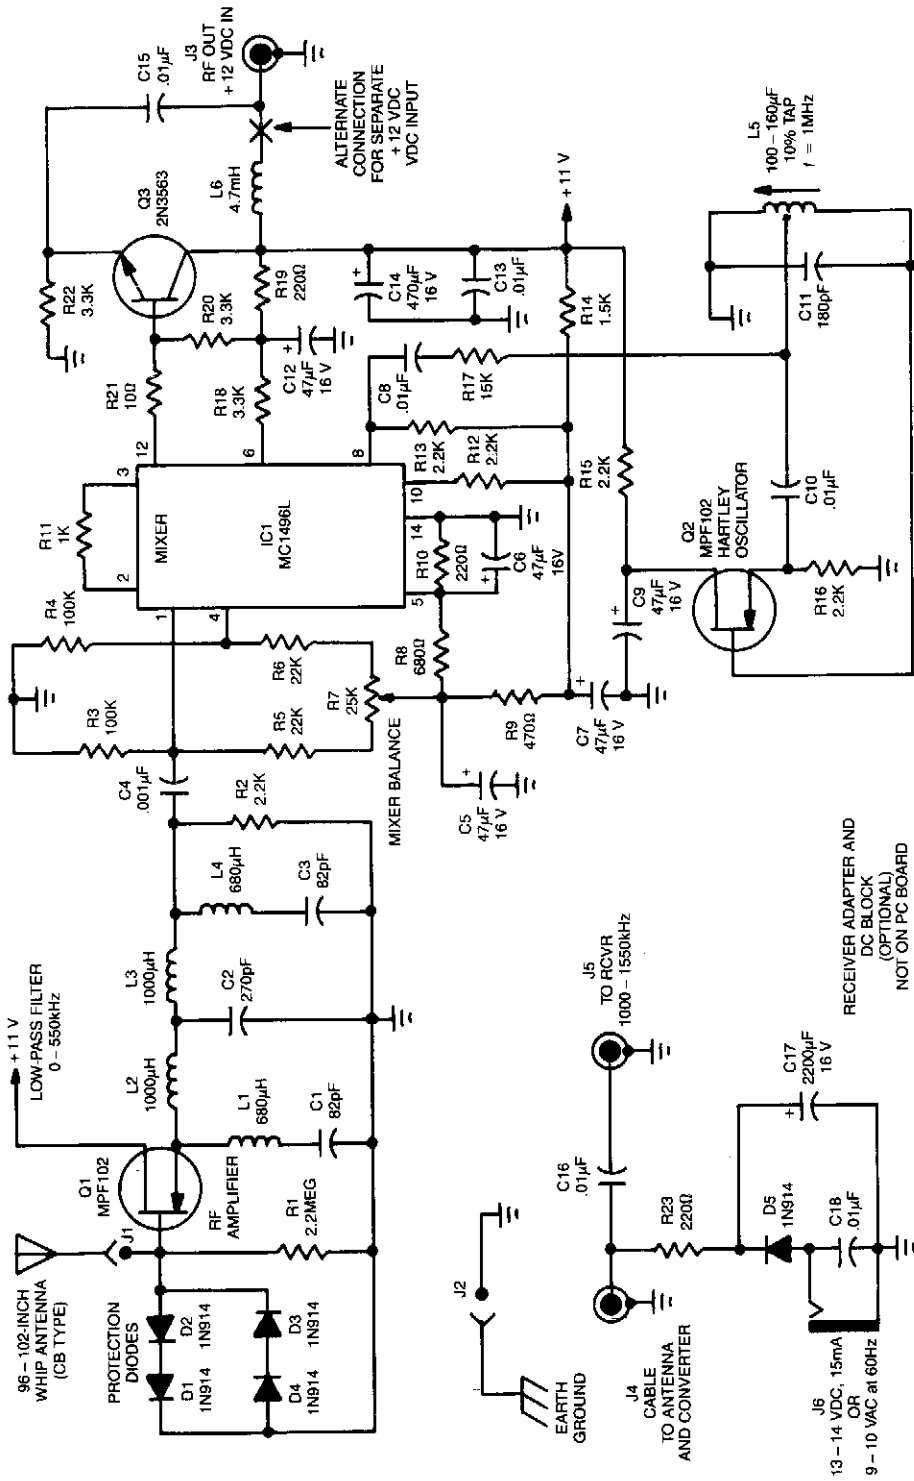 96–102-INCH
WHIP ANTENNA
(CB TYPE)
J1
PROTECTION
DIODES
D1
1N914
D2
1N914
D4
1N914
D3
1N914
Q1
MPF102
RF
AMPLIFIER
R1
2.2MEG
+11 V
LOW-PASS FILTER
0–550kHz
L1
680µH
C1
82pF
L2
1000µH
C2
270pF
L3
1000µH
L4
680µH
C3
82pF
R2
2.2K
C4
.001µF
R3
100K
R4
100K
R5
22K
R6
22K
R7
25K
MIXER BALANCE
R11
1K
1
2
3
4
5
6
8
10
12
14
MIXER
IC1
MC1496L
R8
680Ω
R9
470Ω
C5
47µF
16 V
+
R10
220Ω
C6
47µF
16V
+
C7
47µF
16 V
+
R21
10Ω
R22
3.3K
Q3
2N3563
C15
.01µF
J3
RF OUT
+12 VDC IN
R20
3.3K
R18
3.3K
R19
220Ω
L6
4.7mH
ALTERNATE
CONNECTION
FOR SEPARATE
+12 VDC
VDC INPUT
C12
47µF
16 V
+
C14
470µF
16 V
+
C13
.01µF
+11 V
R14
1.5K
C8
.01µF
R17
15K
R13
2.2K
R12
2.2K
R15
2.2K
C9
47µF
16 V
+
Q2
MPF102
HARTLEY
OSCILLATOR
C10
.01µF
R16
2.2K
C11
180pF
L5
100–160µF
10% TAP
f = 1MHz
J2
EARTH
GROUND
J4
CABLE
TO ANTENNA
AND CONVERTER
C16
.01µF
J5
TO RCVR
1000–1550kHz
R23
220Ω
D5
1N914
C18
.01µF
C17
2200µF
16 V
+
J6
13–14 VDC, 15mA
OR
9–10 VAC at 60Hz
RECEIVER ADAPTER AND
DC BLOCK
(OPTIONAL)
NOT ON PC BOARD